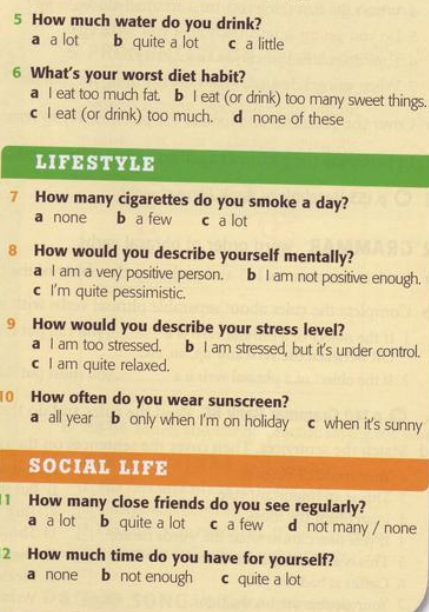 5 How much water do you drink?
a a lot b quite a lot c a little
6 What's your worst diet habit?
a I eat too much fat. b I eat (or drink) too many sweet things.
c I eat (or drink) too much. d none of these
LIFESTYLE
7 How many cigarettes do you smoke a day?
a none b a few c a lot
8 How would you describe yourself mentally?
a I am a very positive person. b I am not positive enough.
c I'm quite pessimistic.
9 How would you describe your stress level?
a I am too stressed. b I am stressed, but it's under control.
c I am quite relaxed.
10 How often do you wear sunscreen?
a all year b only when I'm on holiday c when it's sunny
SOCIAL LIFE
11 How many close friends do you see regularly?
a a lot b quite a lot c a few d not many / none
12 How much time do you have for yourself?
a none b not enough c quite a lot